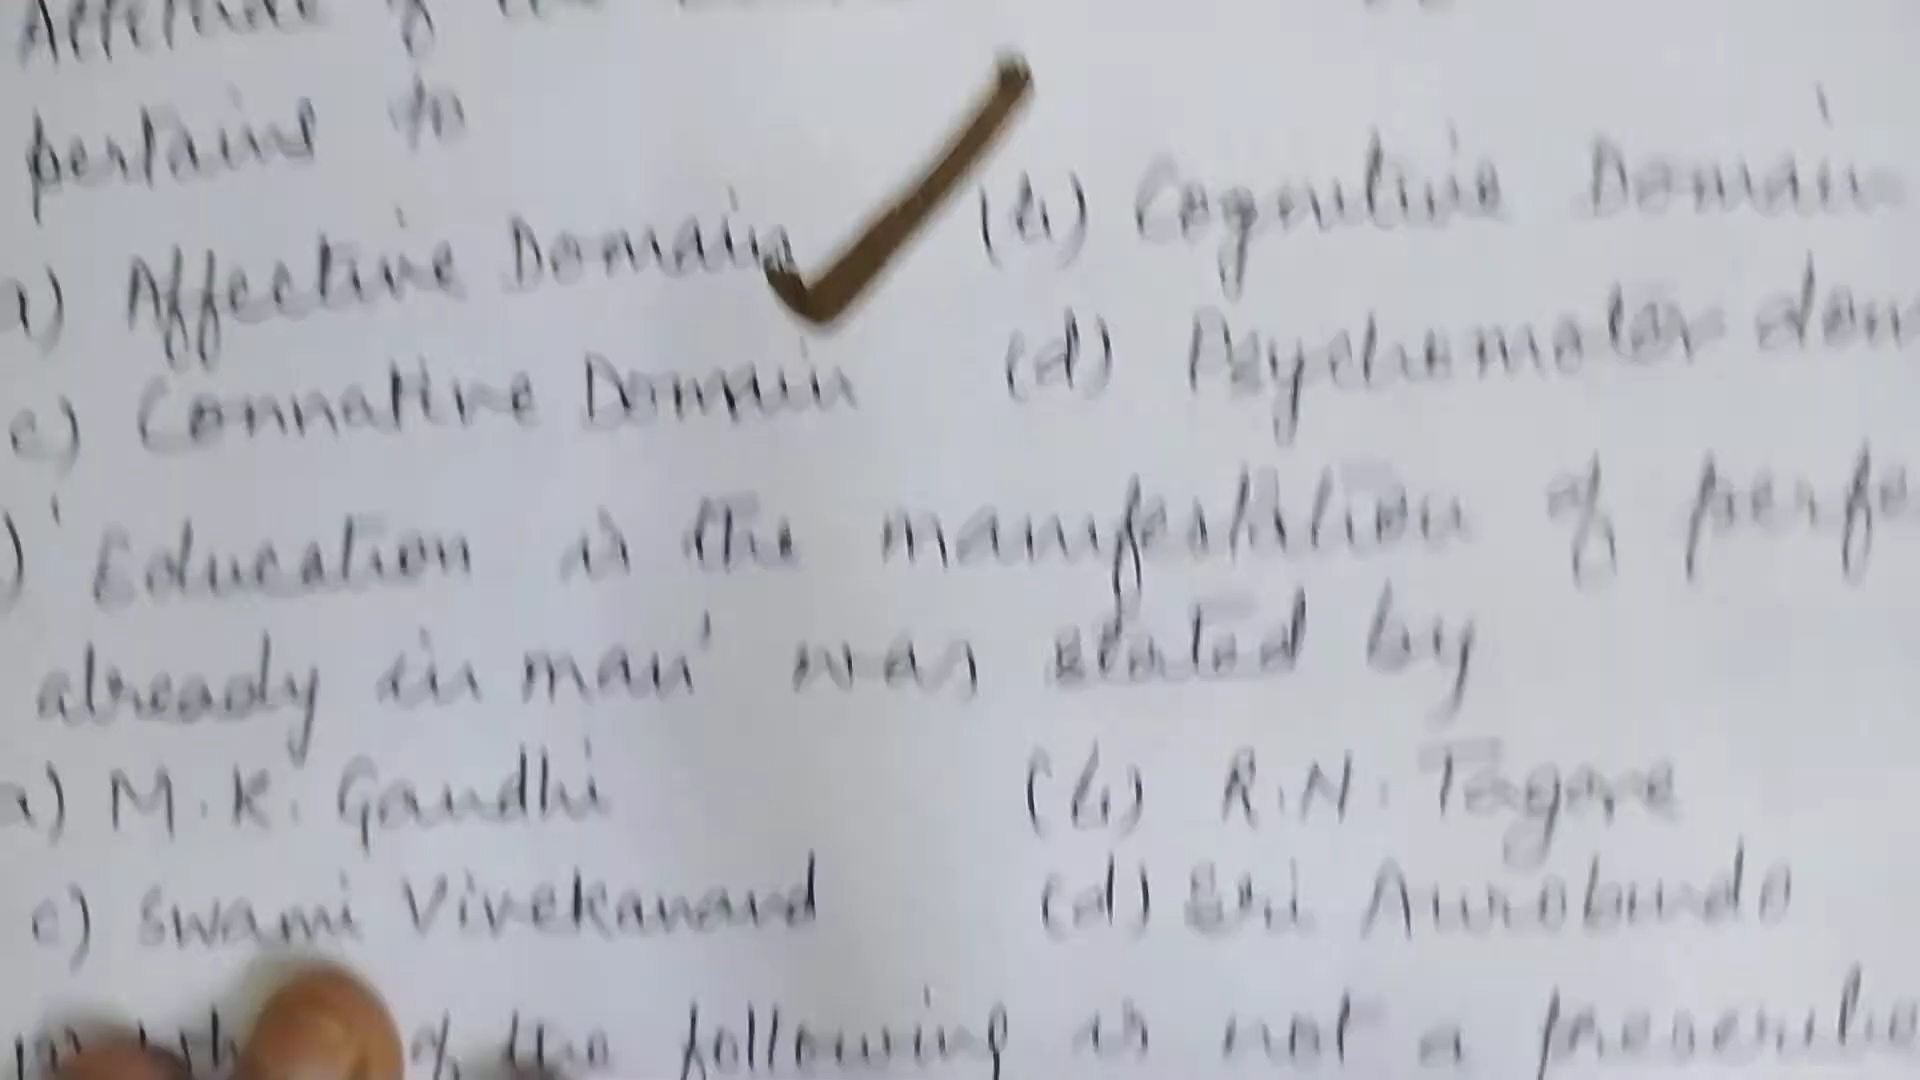 pertains to
a) Affective Domain (b) Cognitive Domain
c) Connative Domain (d) Psychomotor dom
) 'Education is the manifestation of perfe
already in man' was stated by
a) M.K. Gandhi (b) R.N. Tagore
c) Swami Vivekanand (d) Sri Aurobindo
of the following is not a